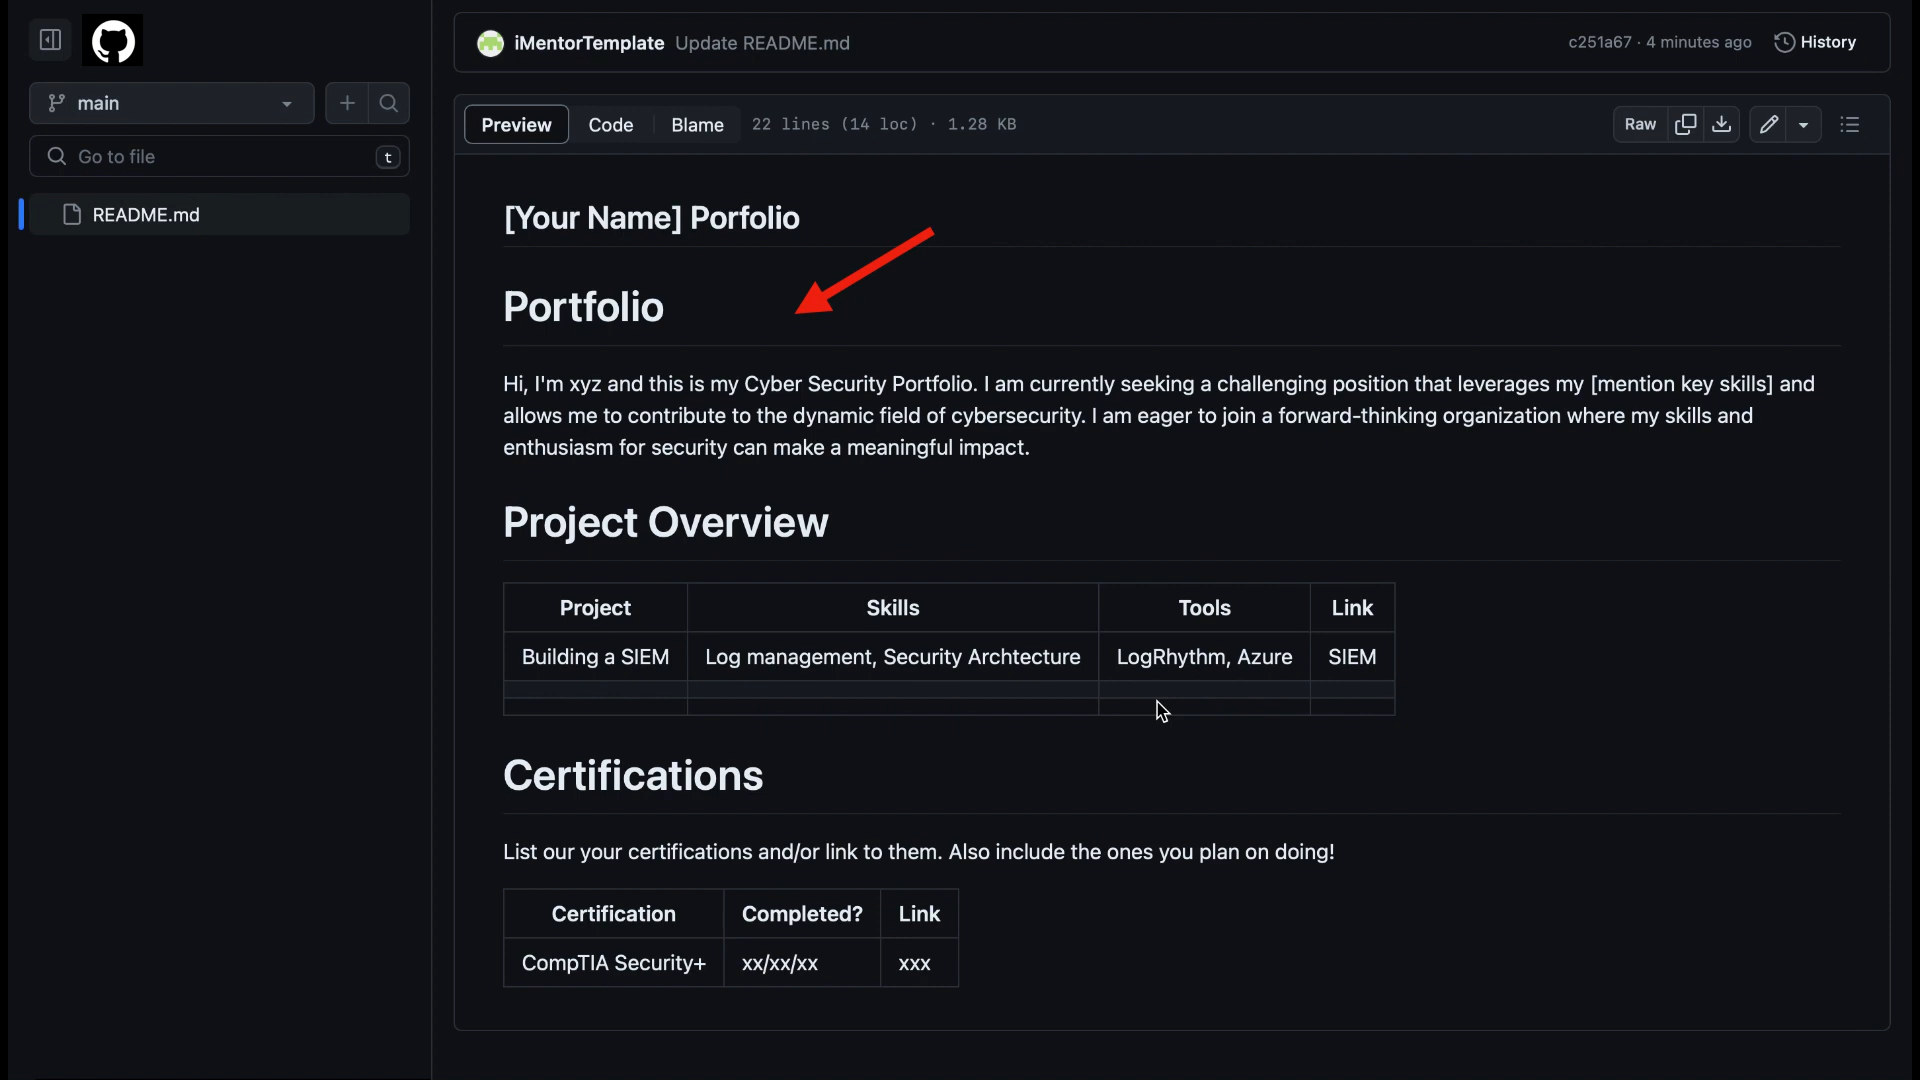 iMentorTemplate Update README.md
c251a67 · 4 minutes ago
History
main
Go to file
t
README.md
Preview
Code
Blame
22 lines (14 loc) · 1.28 KB
Raw
[Your Name] Porfolio
Portfolio
Hi, I'm xyz and this is my Cyber Security Portfolio. I am currently seeking a challenging position that leverages my [mention key skills] and
allows me to contribute to the dynamic field of cybersecurity. I am eager to join a forward-thinking organization where my skills and
enthusiasm for security can make a meaningful impact.
Project Overview
Project Skills Tools Link
Building a SIEM Log management, Security Archtecture LogRhythm, Azure SIEM
Certifications
List our your certifications and/or link to them. Also include the ones you plan on doing!
Certification Completed? Link
CompTIA Security+ xx/xx/xx xxx